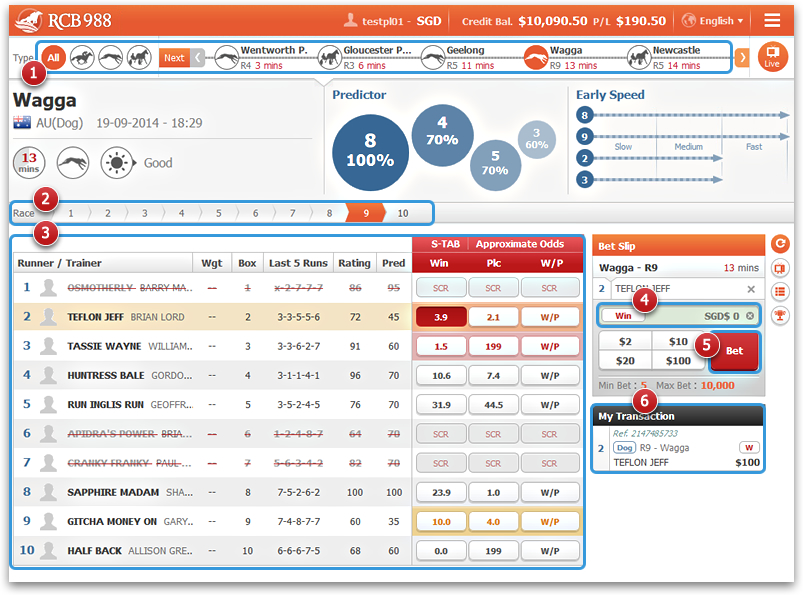 RCB988 testpl01 - SGD Credit Bal. $10,090.50 P/L $190.50 English
Type All Next Wentworth P. Gloucester P... Geelong Wagga Newcastle Live
R4 3 mins R3 6 mins R5 11 mins R9 13 mins R5 14 mins
1
Wagga
AU(Dog) 19-09-2014 - 18:29
13 mins Good
Predictor
8
100%
4
70%
5
70%
3
60%
Early Speed
8
9
Slow Medium Fast
2
3
2
Race 1 2 3 4 5 6 7 8 9 10
3
S-TAB Approximate Odds
Runner / Trainer Wgt Box Last 5 Runs Rating Pred Win Plc W/P
1 OSMOTHERLY BARRY MA... -- 1 x-2-7-7-7 86 95 SCR SCR SCR
2 TEFLON JEFF BRIAN LORD -- 2 3-3-5-5-6 72 45 3.9 2.1 W/P
3 TASSIE WAYNE WILLIAM... -- 3 3-3-6-2-7 91 60 1.5 199 W/P
4 HUNTRESS BALE GORDO... -- 4 3-1-1-4-1 96 70 10.6 7.4 W/P
5 RUN INGLIS RUN GEOFFR... -- 5 3-5-2-4-5 76 70 31.9 44.5 W/P
6 APIDRA'S POWER BRIA... -- 6 1-2-4-8-7 64 70 SCR SCR SCR
7 CRANKY FRANKY PAUL ... -- 7 5-6-3-4-2 82 70 SCR SCR SCR
8 SAPPHIRE MADAM SHA... -- 8 7-5-2-6-2 100 100 23.9 1.0 W/P
9 GITCHA MONEY ON GARY... -- 9 7-4-8-7-7 60 35 10.0 4.0 W/P
10 HALF BACK ALLISON GRE... -- 10 6-6-6-7-5 68 60 0.0 199 W/P
Bet Slip
Wagga - R9 13 mins
2 TEFLON JEFF
4
Win SGD$ 0
$2 $10
5
Bet
$20 $100
Min Bet : 5 Max Bet : 10,000
6
My Transaction
Ref. 2147485733
2 Dog R9 - Wagga W
TEFLON JEFF $100